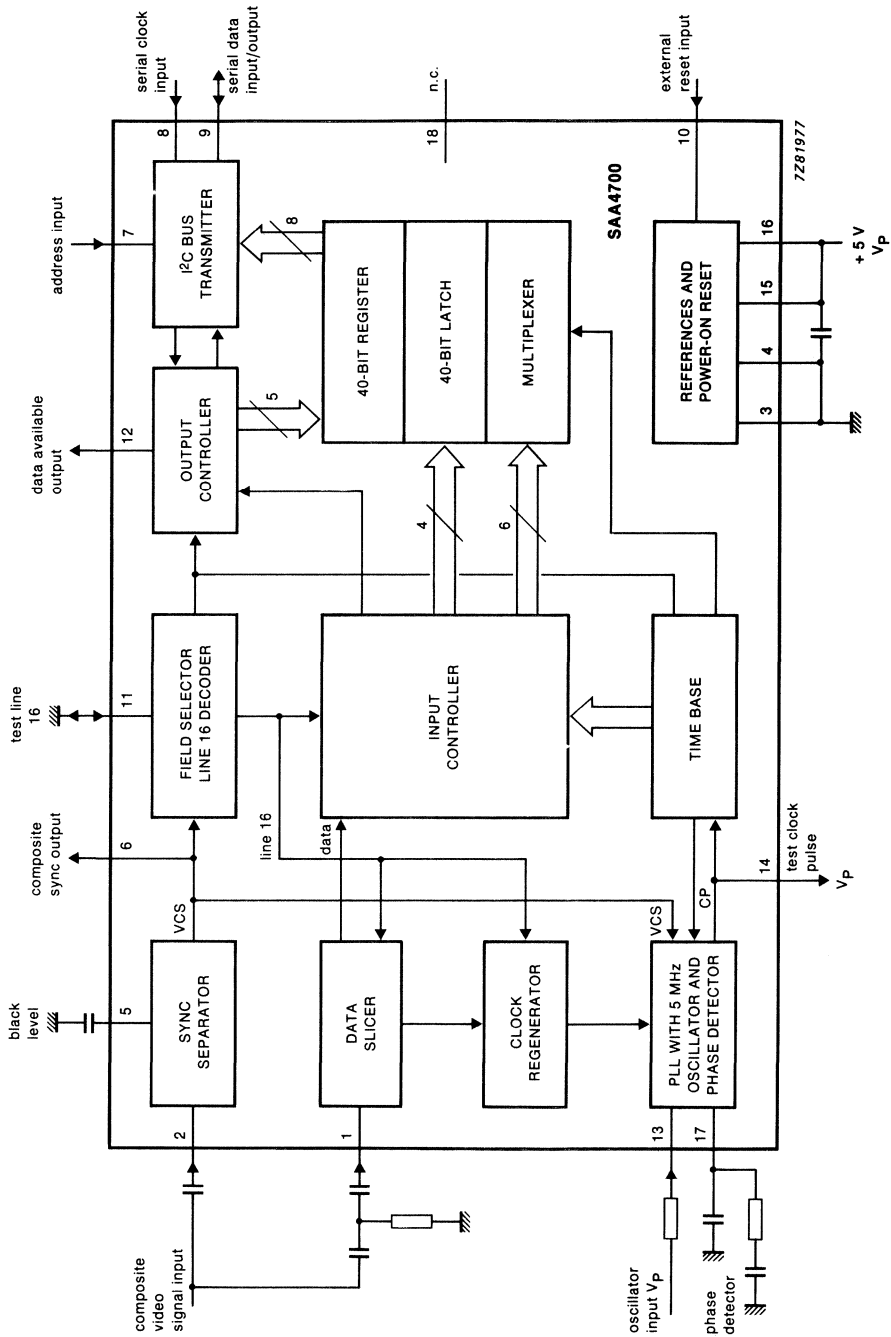 black
level
composite
sync output
test line
16
data available
output
address input
serial clock
input
serial data
input/output
5
6
11
12
7
8
9
composite
video
signal input
2
1
SYNC
SEPARATOR
VCS
FIELD SELECTOR
LINE 16 DECODER
OUTPUT
CONTROLLER
I²C BUS
TRANSMITTER
line 16
data
DATA
SLICER
CLOCK
REGENERATOR
INPUT
CONTROLLER
5
8
4
6
40-BIT REGISTER
40-BIT LATCH
MULTIPLEXER
18
n.c.
SAA4700
VCS
CP
PLL WITH 5 MHz
OSCILLATOR AND
PHASE DETECTOR
TIME BASE
REFERENCES AND
POWER-ON RESET
oscillator
input VP
13
17
phase
detector
14
test clock
pulse
VP
3
4
15
16
+ 5 V
VP
10
external
reset input
7Z81977